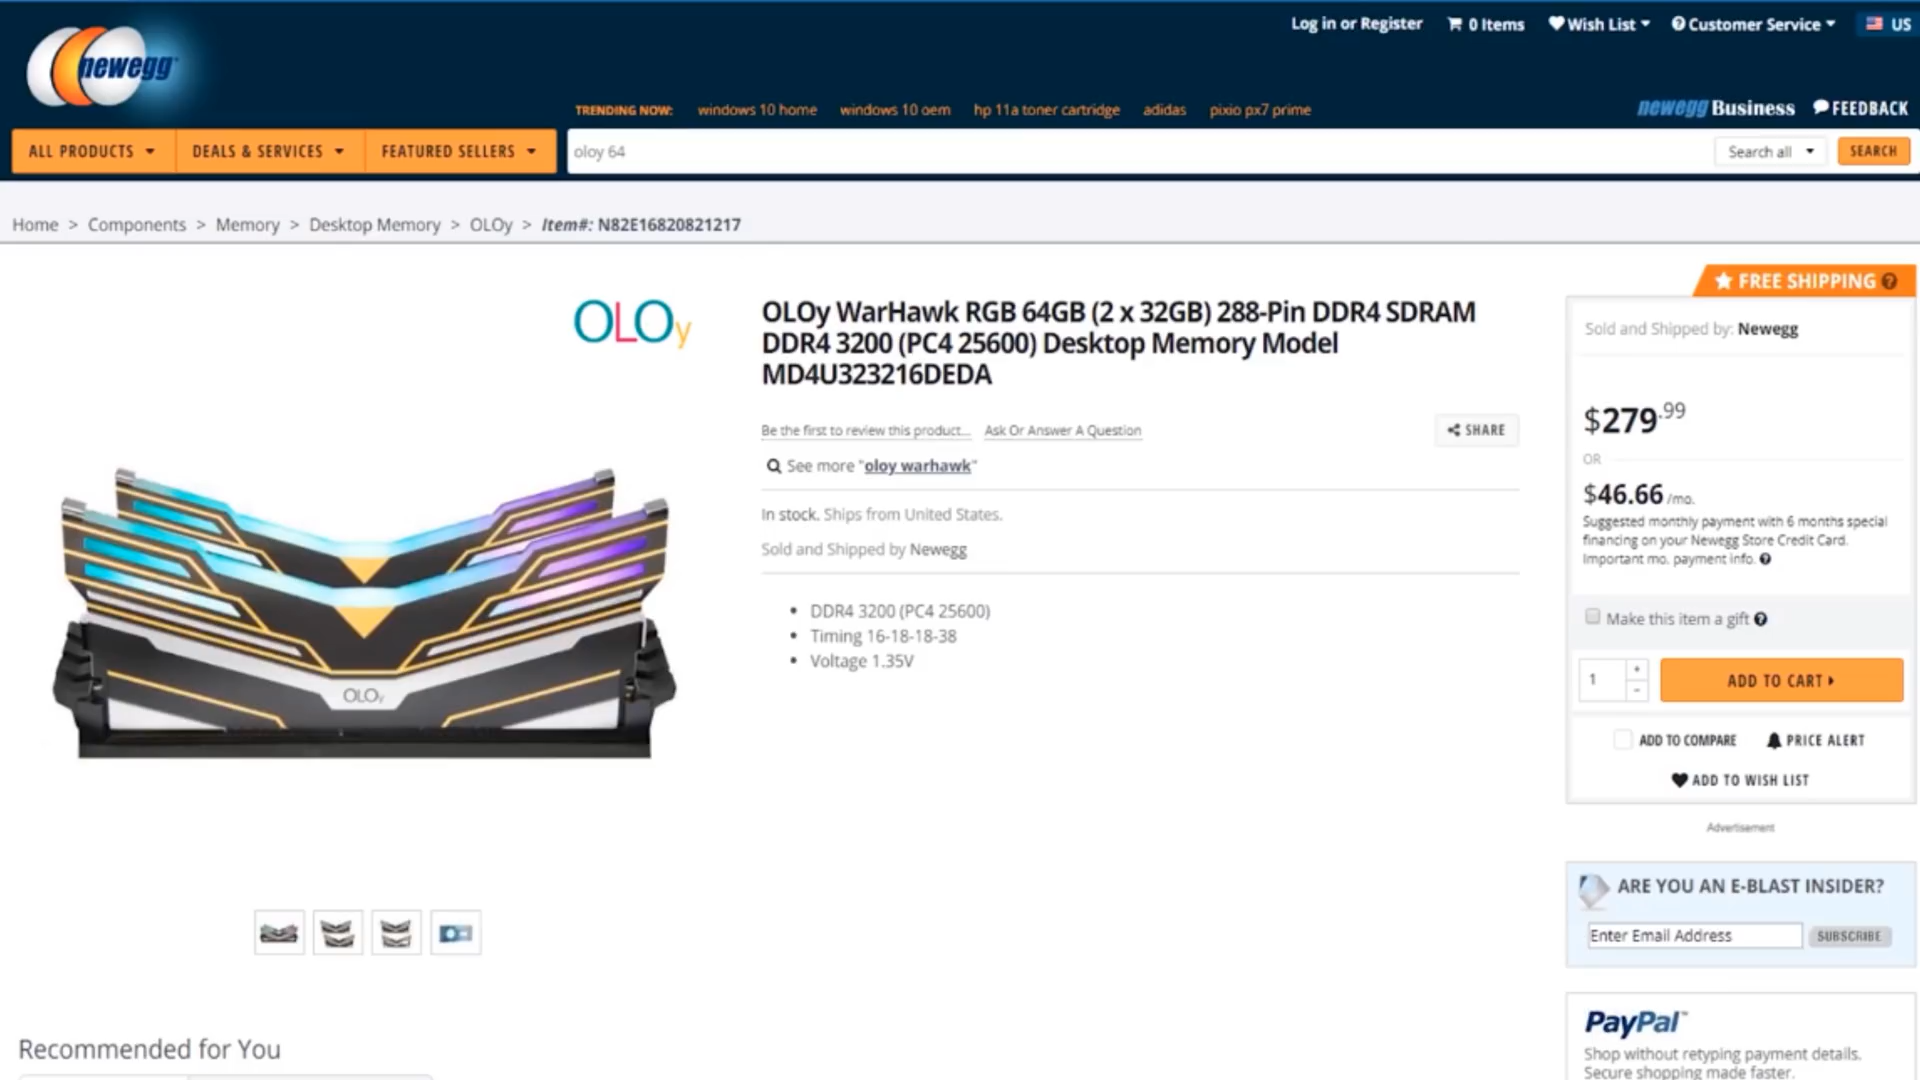 Log in or Register
0 Items
Wish List
Customer Service
US
newegg
TRENDING NOW:
windows 10 home
windows 10 oem
hp 11a toner cartridge
adidas
pixio px7 prime
newegg Business
FEEDBACK
ALL PRODUCTS
DEALS & SERVICES
FEATURED SELLERS
oloy 64
Search all
SEARCH
Home > Components > Memory > Desktop Memory > OLOy > Item#: N82E16820821217
FREE SHIPPING
OLOy
OLOy WarHawk RGB 64GB (2 x 32GB) 288-Pin DDR4 SDRAM
DDR4 3200 (PC4 25600) Desktop Memory Model
MD4U323216DEDA
Be the first to review this product...
Ask Or Answer A Question
SHARE
See more "oloy warhawk"
In stock. Ships from United States.
Sold and Shipped by Newegg
• DDR4 3200 (PC4 25600)
• Timing 16-18-18-38
• Voltage 1.35V
OLOy
Sold and Shipped by: Newegg
$279.99
OR
$46.66 /mo.
Suggested monthly payment with 6 months special
financing on your Newegg Store Credit Card.
Important mo. payment info.
Make this item a gift
1
+
-
ADD TO CART
ADD TO COMPARE
PRICE ALERT
ADD TO WISH LIST
Advertisement
ARE YOU AN E-BLAST INSIDER?
Enter Email Address
SUBSCRIBE
PayPal™
Shop without retyping payment details.
Secure shopping made faster.
Recommended for You